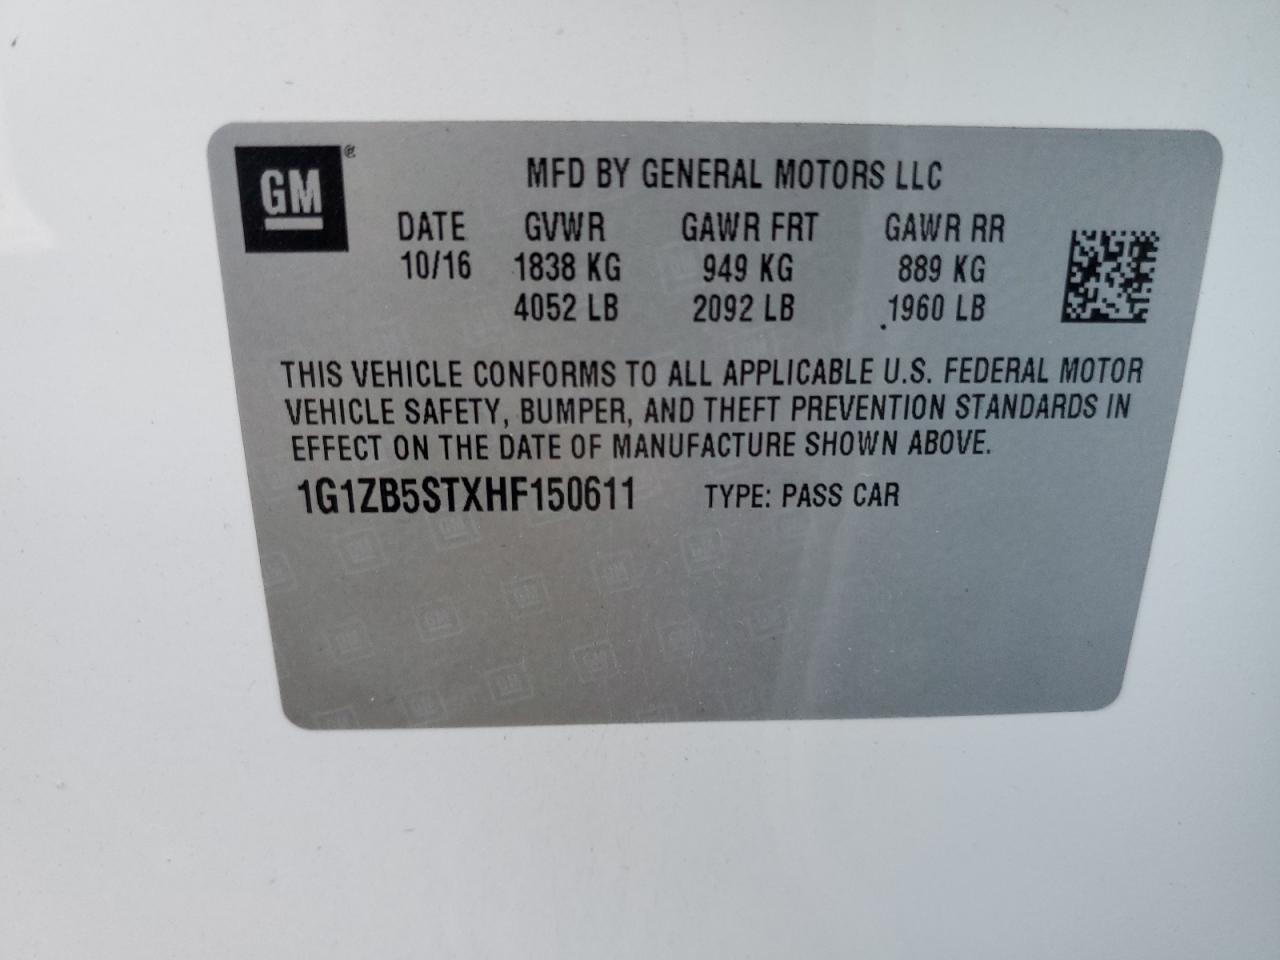 GM®
MFD BY GENERAL MOTORS LLC
DATE GVWR GAWR FRT GAWR RR
10/16 1838 KG 949 KG 889 KG
4052 LB 2092 LB 1960 LB
THIS VEHICLE CONFORMS TO ALL APPLICABLE U.S. FEDERAL MOTOR
VEHICLE SAFETY, BUMPER, AND THEFT PREVENTION STANDARDS IN
EFFECT ON THE DATE OF MANUFACTURE SHOWN ABOVE.
1G1ZB5STXHF150611 TYPE: PASS CAR